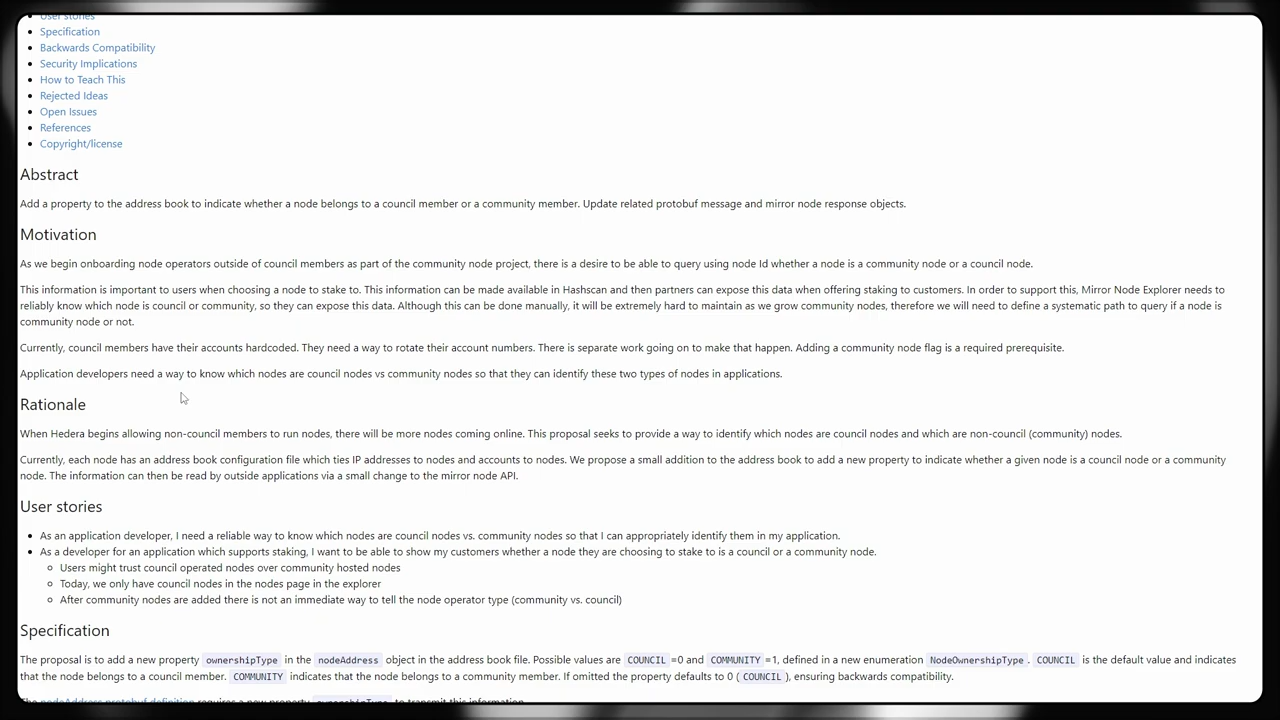 User stories
Specification
Backwards Compatibility
Security Implications
How to Teach This
Rejected Ideas
Open Issues
References
Copyright/license
Abstract
Add a property to the address book to indicate whether a node belongs to a council member or a community member. Update related protobuf message and mirror node response objects.
Motivation
As we begin onboarding node operators outside of council members as part of the community node project, there is a desire to be able to query using node Id whether a node is a community node or a council node.
This information is important to users when choosing a node to stake to. This information can be made available in Hashscan and then partners can expose this data when offering staking to customers. In order to support this, Mirror Node Explorer needs to
reliably know which node is council or community, so they can expose this data. Although this can be done manually, it will be extremely hard to maintain as we grow community nodes, therefore we will need to define a systematic path to query if a node is
community node or not.
Currently, council members have their accounts hardcoded. They need a way to rotate their account numbers. There is separate work going on to make that happen. Adding a community node flag is a required prerequisite.
Application developers need a way to know which nodes are council nodes vs community nodes so that they can identify these two types of nodes in applications.
Rationale
When Hedera begins allowing non-council members to run nodes, there will be more nodes coming online. This proposal seeks to provide a way to identify which nodes are council nodes and which are non-council (community) nodes.
Currently, each node has an address book configuration file which ties IP addresses to nodes and accounts to nodes. We propose a small addition to the address book to add a new property to indicate whether a given node is a council node or a community
node. The information can then be read by outside applications via a small change to the mirror node API.
User stories
As an application developer, I need a reliable way to know which nodes are council nodes vs. community nodes so that I can appropriately identify them in my application.
As a developer for an application which supports staking, I want to be able to show my customers whether a node they are choosing to stake to is a council or a community node.
Users might trust council operated nodes over community hosted nodes
Today, we only have council nodes in the nodes page in the explorer
After community nodes are added there is not an immediate way to tell the node operator type (community vs. council)
Specification
The proposal is to add a new property ownershipType in the nodeAddress object in the address book file. Possible values are COUNCIL =0 and COMMUNITY =1, defined in a new enumeration NodeOwnershipType . COUNCIL is the default value and indicates
that the node belongs to a council member. COMMUNITY indicates that the node belongs to a community member. If omitted the property defaults to 0 ( COUNCIL ), ensuring backwards compatibility.
The nodeAddress protobuf definition requires a new property ownershipType to transmit this information.